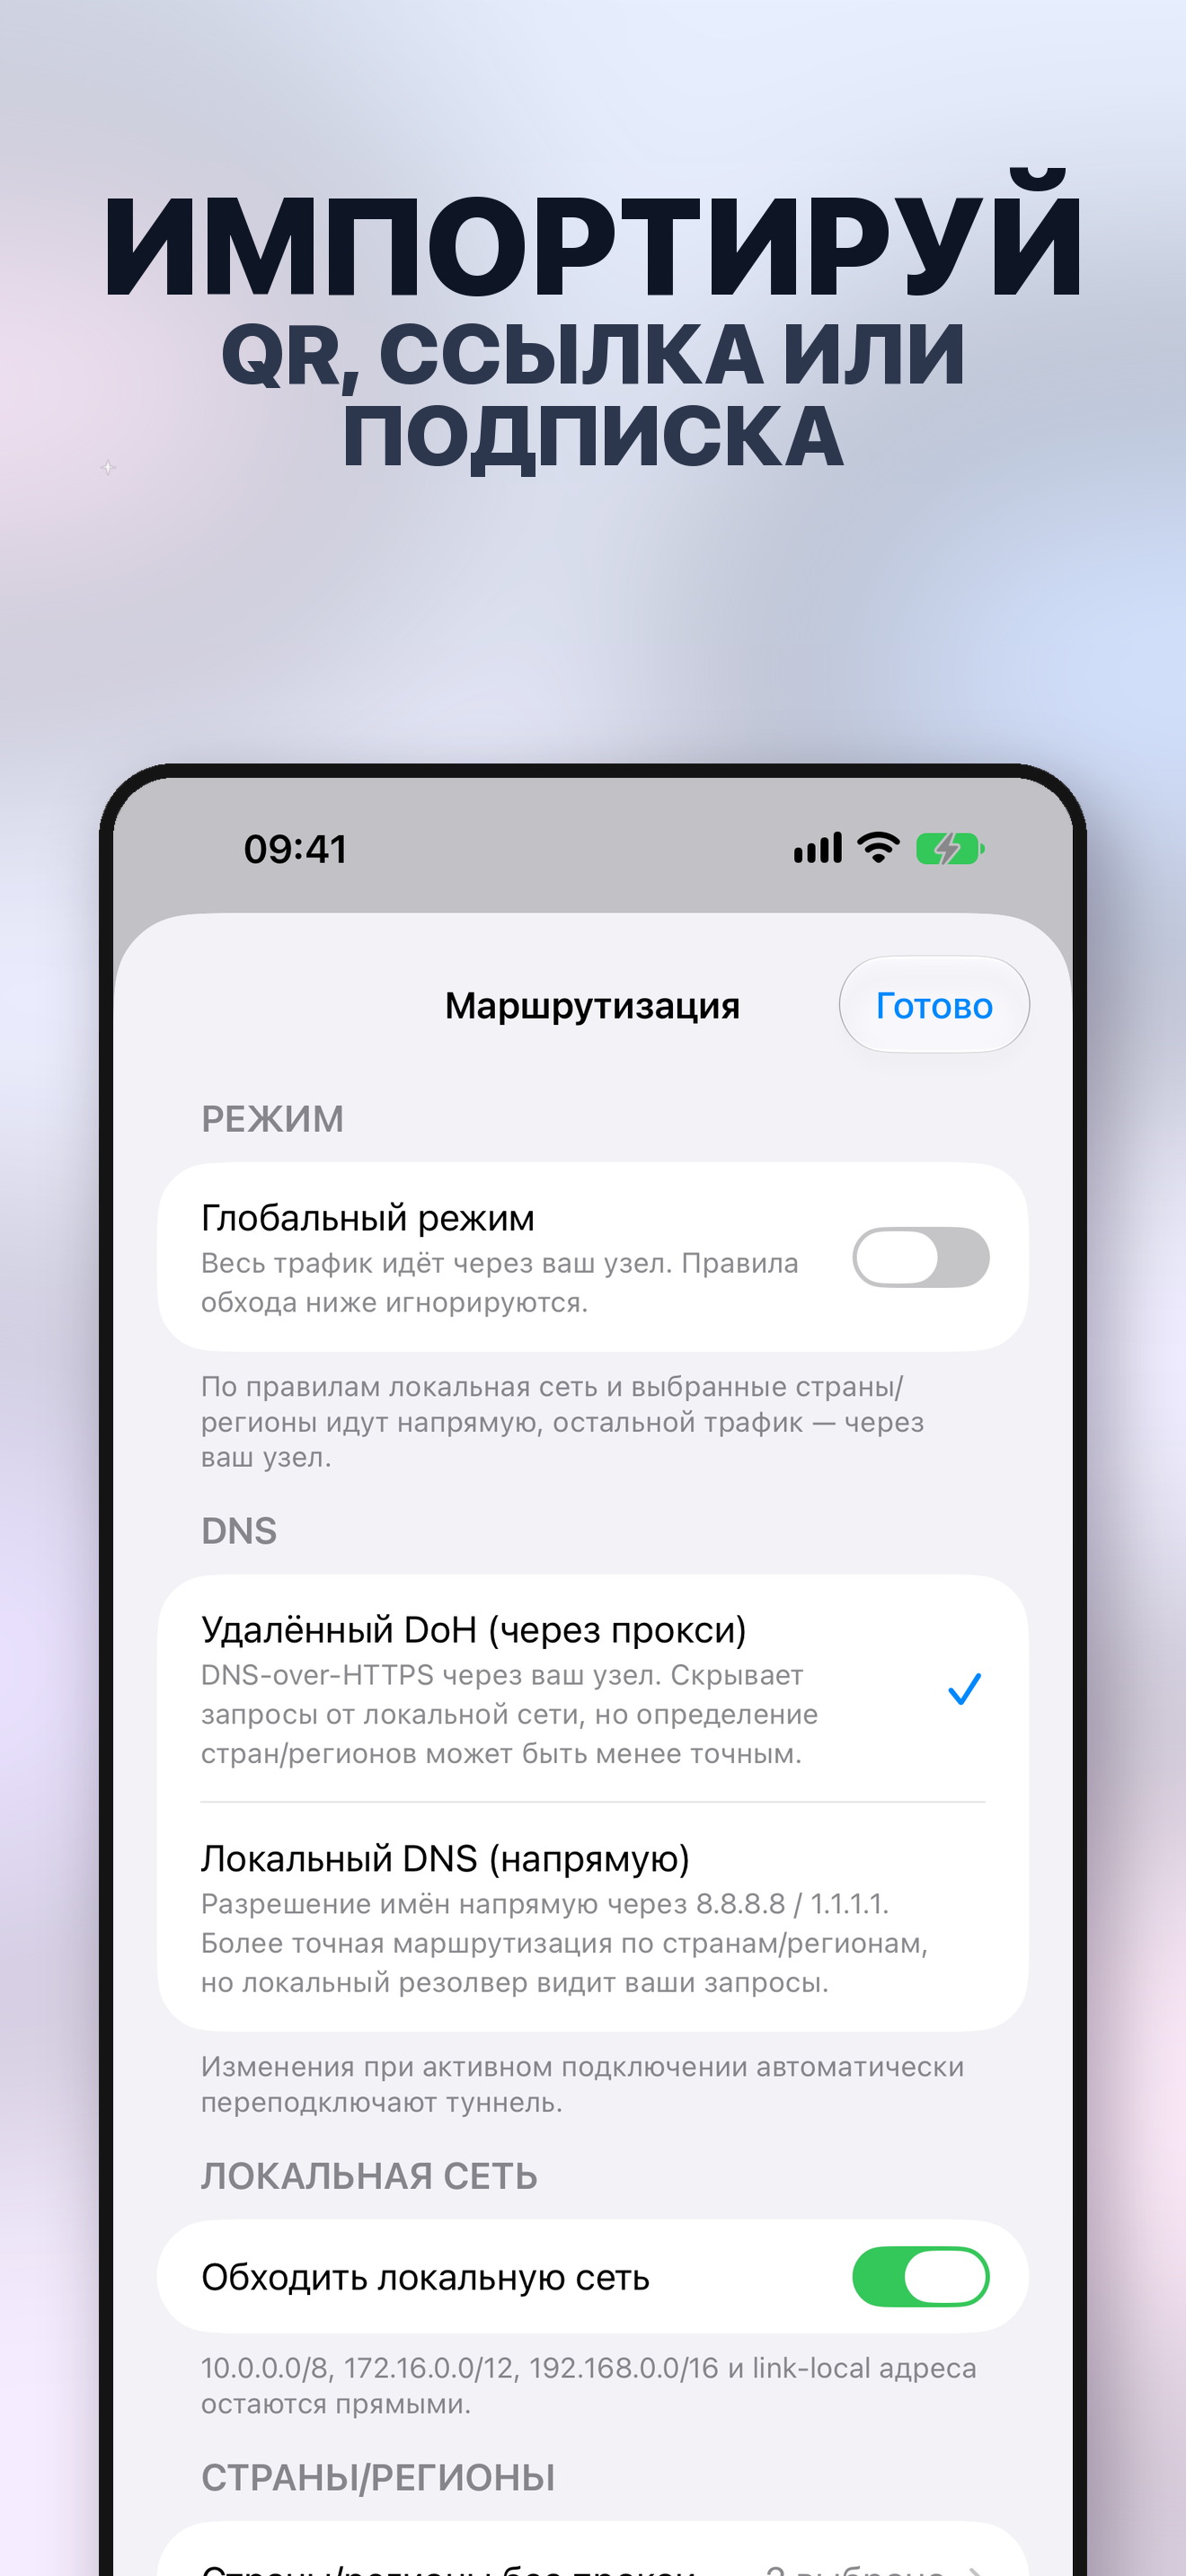 ИМПОРТИРУЙ
QR, ССЫЛКА ИЛИ
ПОДПИСКА
09:41
Маршрутизация
Готово
РЕЖИМ
Глобальный режим
Весь трафик идёт через ваш узел. Правила
обхода ниже игнорируются.
По правилам локальная сеть и выбранные страны/
регионы идут напрямую, остальной трафик — через
ваш узел.
DNS
Удалённый DoH (через прокси)
DNS-over-HTTPS через ваш узел. Скрывает
запросы от локальной сети, но определение
стран/регионов может быть менее точным.
Локальный DNS (напрямую)
Разрешение имён напрямую через 8.8.8.8 / 1.1.1.1.
Более точная маршрутизация по странам/регионам,
но локальный резолвер видит ваши запросы.
Изменения при активном подключении автоматически
переподключают туннель.
ЛОКАЛЬНАЯ СЕТЬ
Обходить локальную сеть
10.0.0.0/8, 172.16.0.0/12, 192.168.0.0/16 и link-local адреса
остаются прямыми.
СТРАНЫ/РЕГИОНЫ
Страны/регионы без прокси